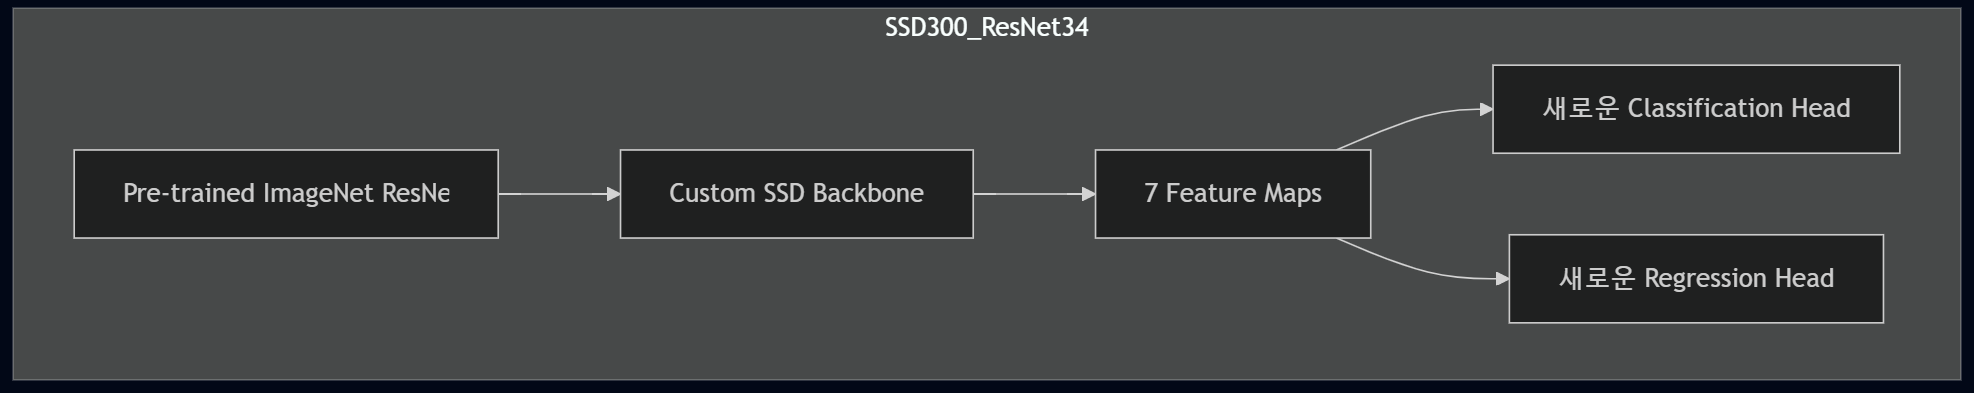 SSD300_ResNet34
Pre-trained ImageNet ResNe
Custom SSD Backbone
7 Feature Maps
새로운 Classification Head
새로운 Regression Head